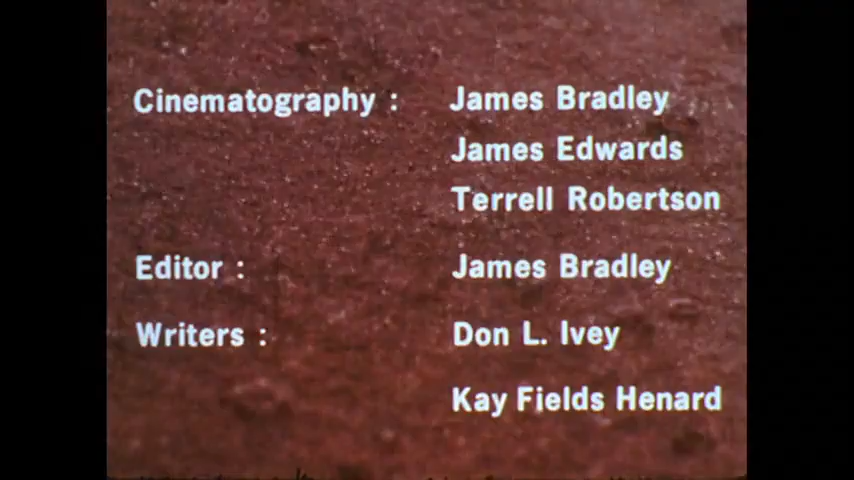 Cinematography : James Bradley
James Edwards
Terrell Robertson
Editor : James Bradley
Writers : Don L. Ivey
Kay Fields Henard